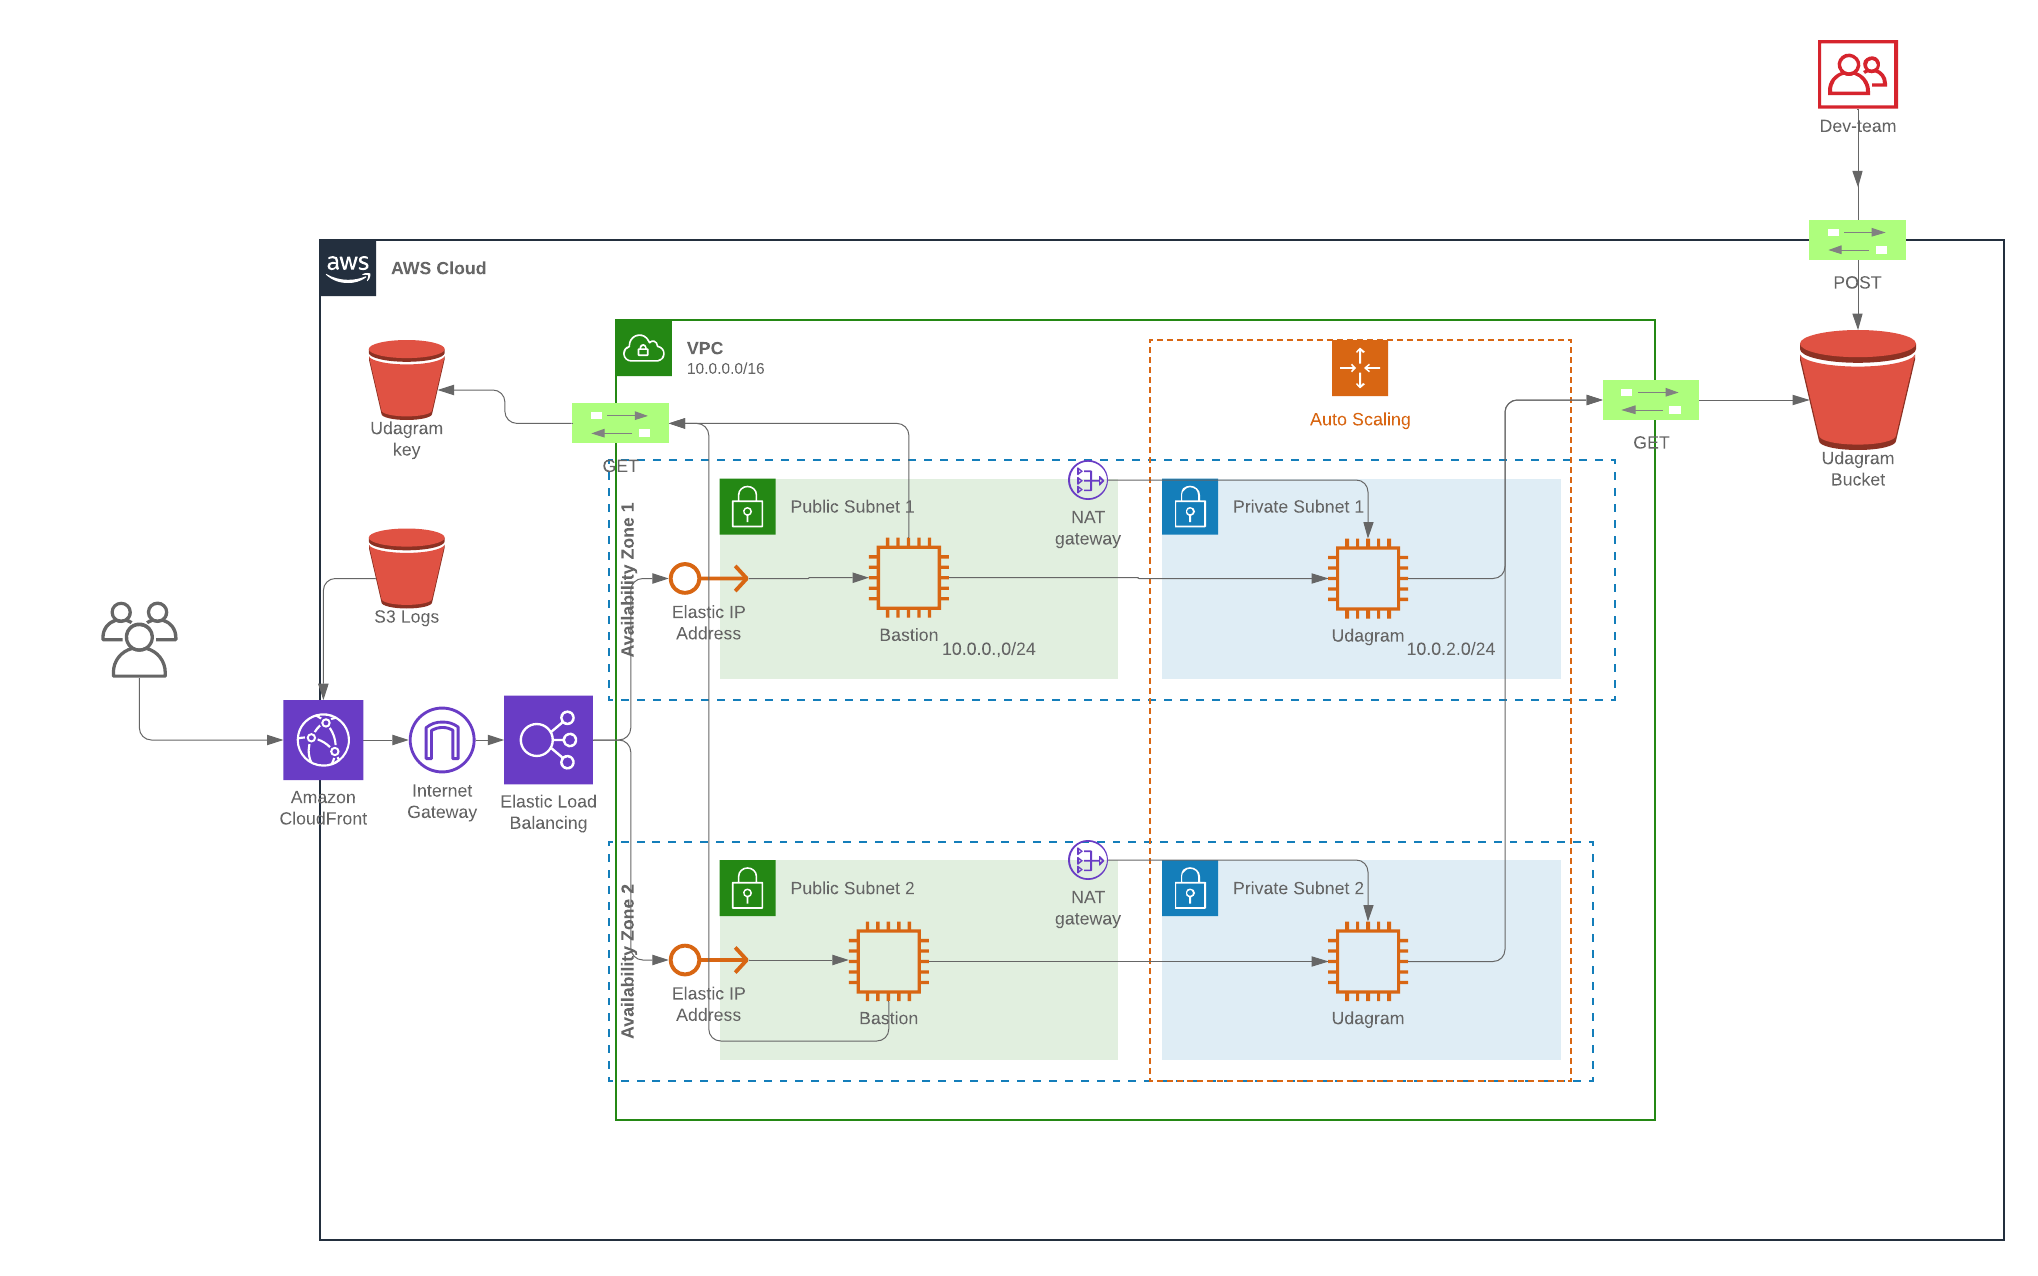 Dev-team
POST
aws
AWS Cloud
VPC
10.0.0.0/16
Auto Scaling
Udagram
key
GET
GET
Udagram
Bucket
Availability Zone 1
Public Subnet 1
NAT
gateway
Private Subnet 1
S3 Logs
Elastic IP
Address
Bastion
10.0.0.,0/24
Udagram
10.0.2.0/24
Amazon
CloudFront
Internet
Gateway
Elastic Load
Balancing
Availability Zone 2
Public Subnet 2
NAT
gateway
Private Subnet 2
Elastic IP
Address
Bastion
Udagram